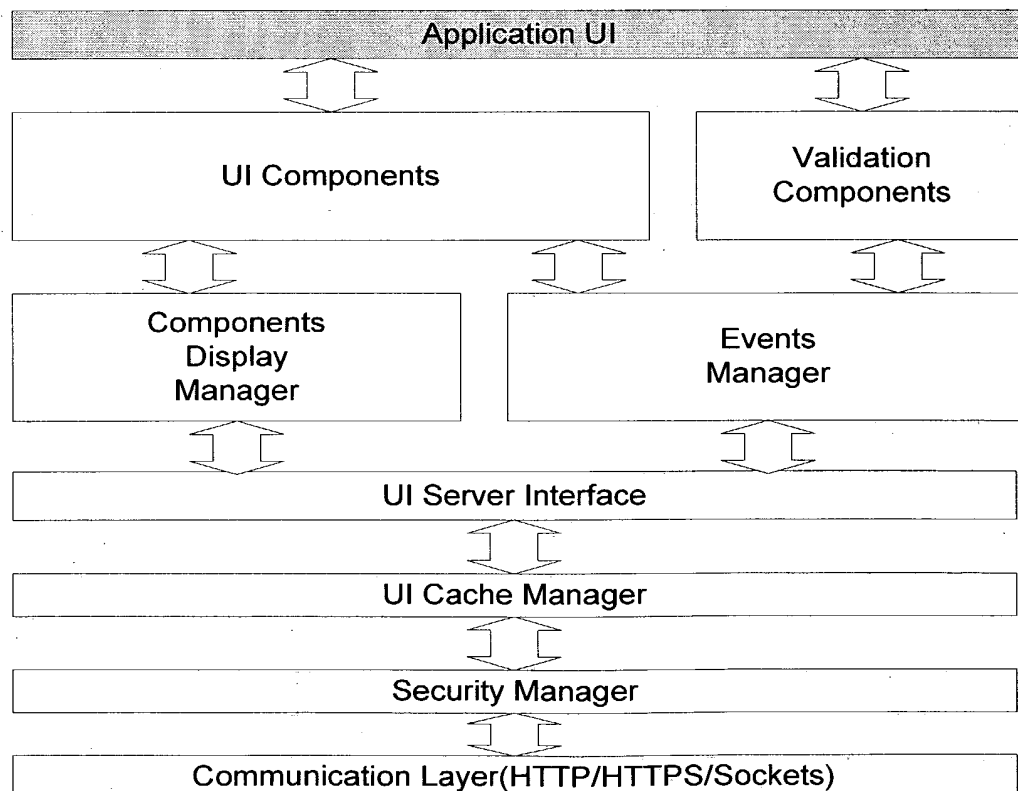 Application UI
UI Components
Validation
Components
Components
Display
Manager
Events
Manager
UI Server Interface
UI Cache Manager
Security Manager
Communication Layer(HTTP/HTTPS/Sockets)